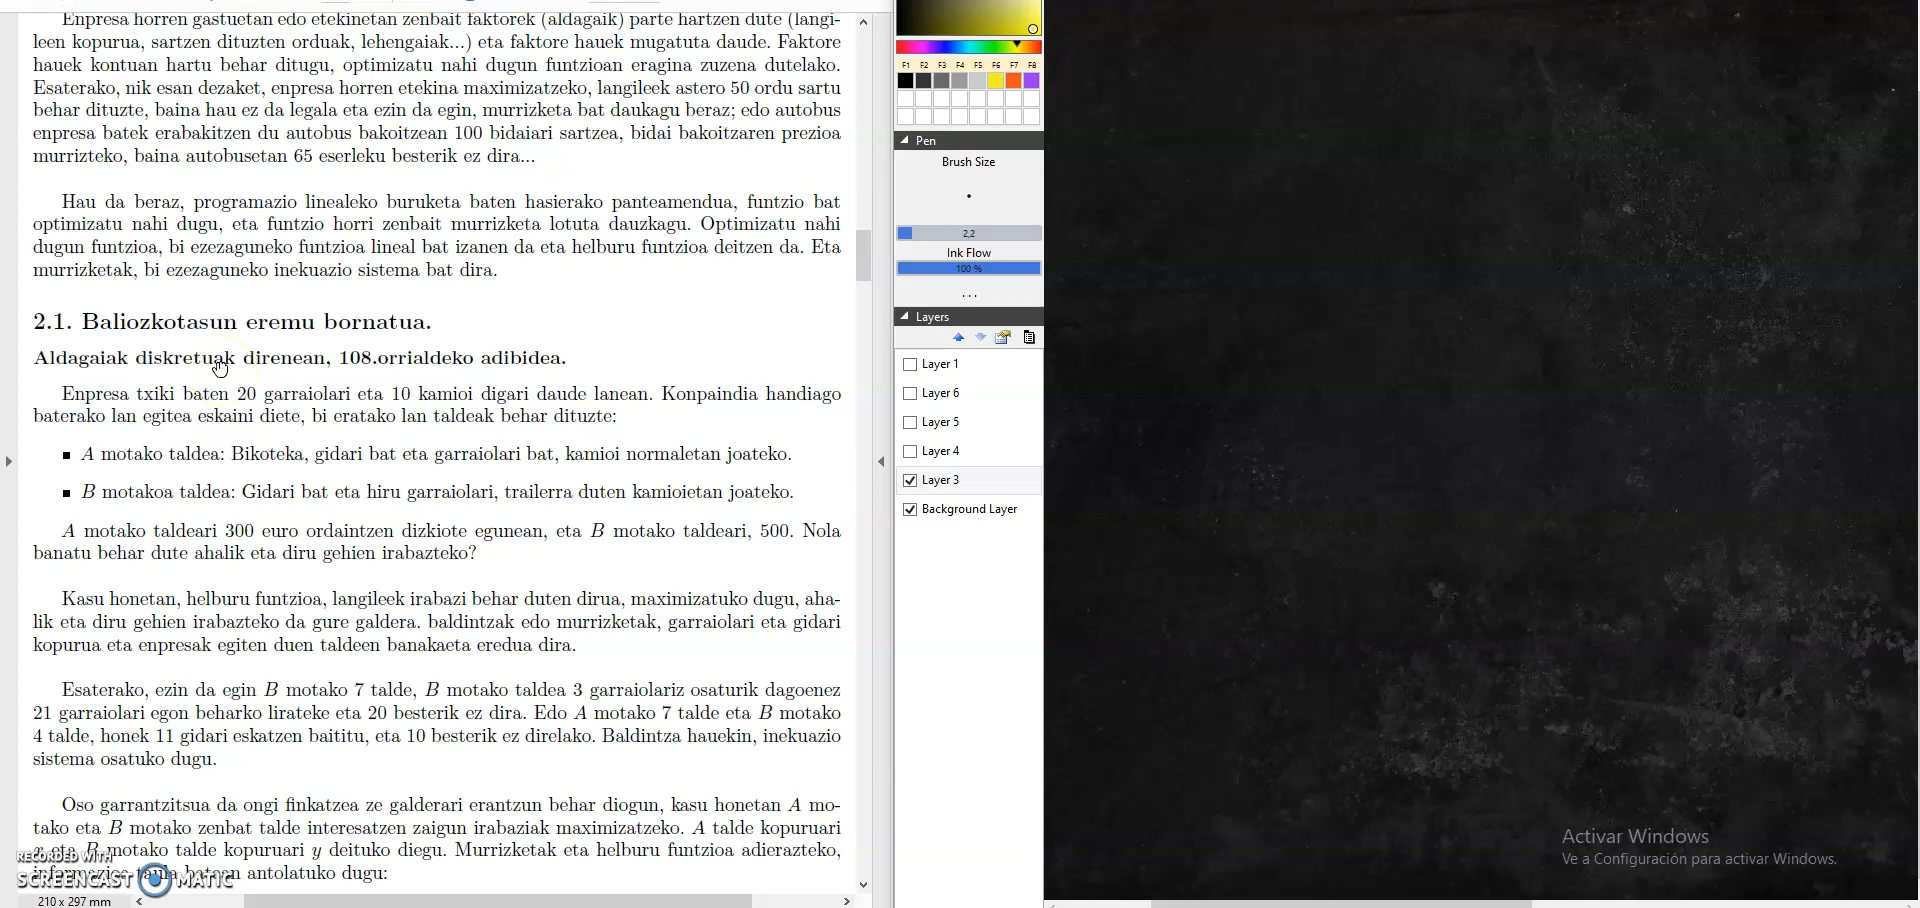 Enpresa horren gastuetan edo etekinetan zenbait faktorek (aldagaik) parte hartzen dute (langi-
leen kopurua, sartzen dituzten orduak, lehengaiak...) eta faktore hauek mugatuta daude. Faktore
hauek kontuan hartu behar ditugu, optimizatu nahi dugun funtzioan eragina zuzena dutelako.
Esaterako, nik esan dezaket, enpresa horren etekina maximizatzeko, langileek astero 50 ordu sartu
behar dituzte, baina hau ez da legala eta ezin da egin, murrizketa bat daukagu beraz; edo autobus
enpresa batek erabakitzen du autobus bakoitzean 100 bidaiari sartzea, bidai bakoitzaren prezioa
murrizteko, baina autobusetan 65 eserleku besterik ez dira...
Hau da beraz, programazio linealeko buruketa baten hasierako panteamendua, funtzio bat
optimizatu nahi dugu, eta funtzio horri zenbait murrizketa lotuta dauzkagu. Optimizatu nahi
dugun funtzioa, bi ezezaguneko funtzioa lineal bat izanen da eta helburu funtzioa deitzen da. Eta
murrizketak, bi ezezaguneko inekuazio sistema bat dira.
2.1. Baliozkotasun eremu bornatua.
Aldagaiak diskretuak direnean, 108.orrialdeko adibidea.
Enpresa txiki baten 20 garraiolari eta 10 kamioi digari daude lanean. Konpaindia handiago
baterako lan egitea eskaini diete, bi eratako lan taldeak behar dituzte:
▪ A motako taldea: Bikoteka, gidari bat eta garraiolari bat, kamioi normaletan joateko.
▪ B motakoa taldea: Gidari bat eta hiru garraiolari, trailerra duten kamioietan joateko.
A motako taldeari 300 euro ordaintzen dizkiote egunean, eta B motako taldeari, 500. Nola
banatu behar dute ahalik eta diru gehien irabazteko?
Kasu honetan, helburu funtzioa, langileek irabazi behar duten dirua, maximizatuko dugu, aha-
lik eta diru gehien irabazteko da gure galdera. baldintzak edo murrizketak, garraiolari eta gidari
kopurua eta enpresak egiten duen taldeen banakaeta eredua dira.
Esaterako, ezin da egin B motako 7 talde, B motako taldea 3 garraiolariz osaturik dagoenez
21 garraiolari egon beharko lirateke eta 20 besterik ez dira. Edo A motako 7 talde eta B motako
4 talde, honek 11 gidari eskatzen baititu, eta 10 besterik ez direlako. Baldintza hauekin, inekuazio
sistema osatuko dugu.
Oso garrantzitsua da ongi finkatzea ze galderari erantzun behar diogun, kasu honetan A mo-
tako eta B motako zenbat talde interesatzen zaigun irabaziak maximizatzeko. A talde kopuruari
x eta B motako talde kopuruari y deituko diegu. Murrizketak eta helburu funtzioa adierazteko,
informazioa taula batean antolatuko dugu:
RECORDED WITH
SCREENCAST MATIC
210 x 297 mm
F1 F2 F3 F4 F5 F6 F7 F8
Pen
Brush Size
2,2
Ink Flow
100 %
...
Layers
Layer 1
Layer 6
Layer 5
Layer 4
Layer 3
Background Layer
Activar Windows
Ve a Configuración para activar Windows.